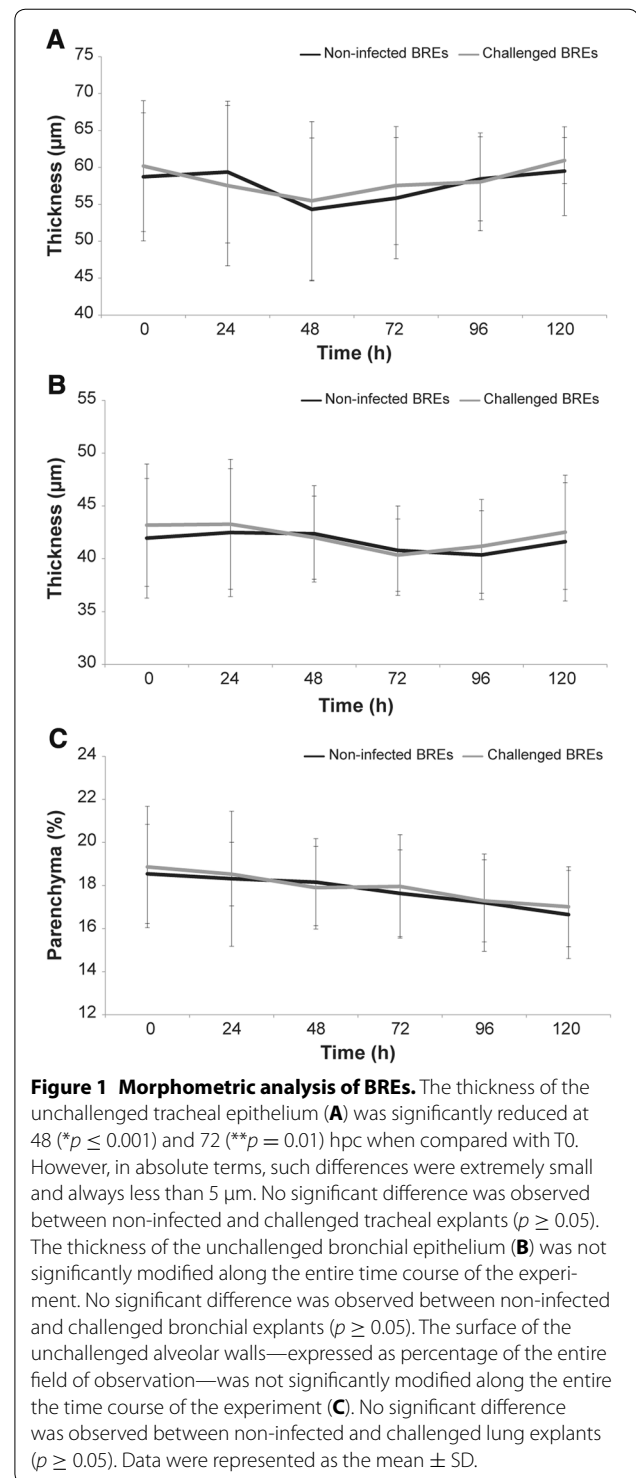 A
Non-infected BREs
Challenged BREs
75
70
65
60
55
50
45
40
Thickness (µm)
0 24 48 72 96 120
Time (h)
B
Non-infected BREs
Challenged BREs
55
50
45
40
35
30
Thickness (µm)
0 24 48 72 96 120
Time (h)
C
Non-infected BREs
Challenged BREs
24
22
20
18
16
14
12
Parenchyma (%)
0 24 48 72 96 120
Time (h)
Figure 1 Morphometric analysis of BREs. The thickness of the
unchallenged tracheal epithelium (A) was significantly reduced at
48 (*p ≤ 0.001) and 72 (**p = 0.01) hpc when compared with T0.
However, in absolute terms, such differences were extremely small
and always less than 5 µm. No significant difference was observed
between non-infected and challenged tracheal explants (p ≥ 0.05).
The thickness of the unchallenged bronchial epithelium (B) was not
significantly modified along the entire time course of the experi-
ment. No significant difference was observed between non-infected
and challenged bronchial explants (p ≥ 0.05). The surface of the
unchallenged alveolar walls—expressed as percentage of the entire
field of observation—was not significantly modified along the entire
the time course of the experiment (C). No significant difference
was observed between non-infected and challenged lung explants
(p ≥ 0.05). Data were represented as the mean ± SD.